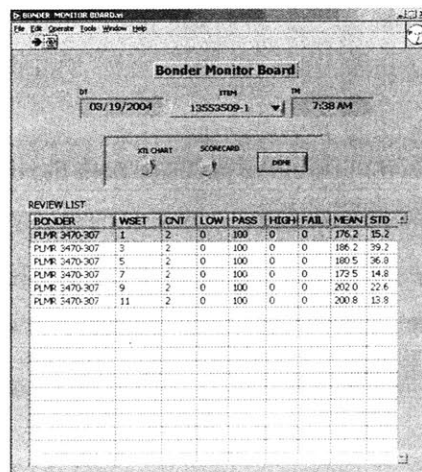 BONDER MONITOR BOARD.vi
File Edit Operate Tools Window Help
Bonder Monitor Board
DT ITEM TM
03/19/2004 13553509-1 7:38 AM
XTL CHART SCORECARD DONE
REVIEW LIST
BONDER WSET CNT LOW PASS HIGH FAIL MEAN STD
PLMR 3470-307 1 2 0 100 0 0 176.2 15.2
PLMR 3470-307 3 2 0 100 0 0 186.2 39.2
PLMR 3470-307 5 2 0 100 0 0 180.5 36.8
PLMR 3470-307 7 2 0 100 0 0 173.5 14.8
PLMR 3470-307 9 2 0 100 0 0 202.0 22.6
PLMR 3470-307 11 2 0 100 0 0 200.8 13.8